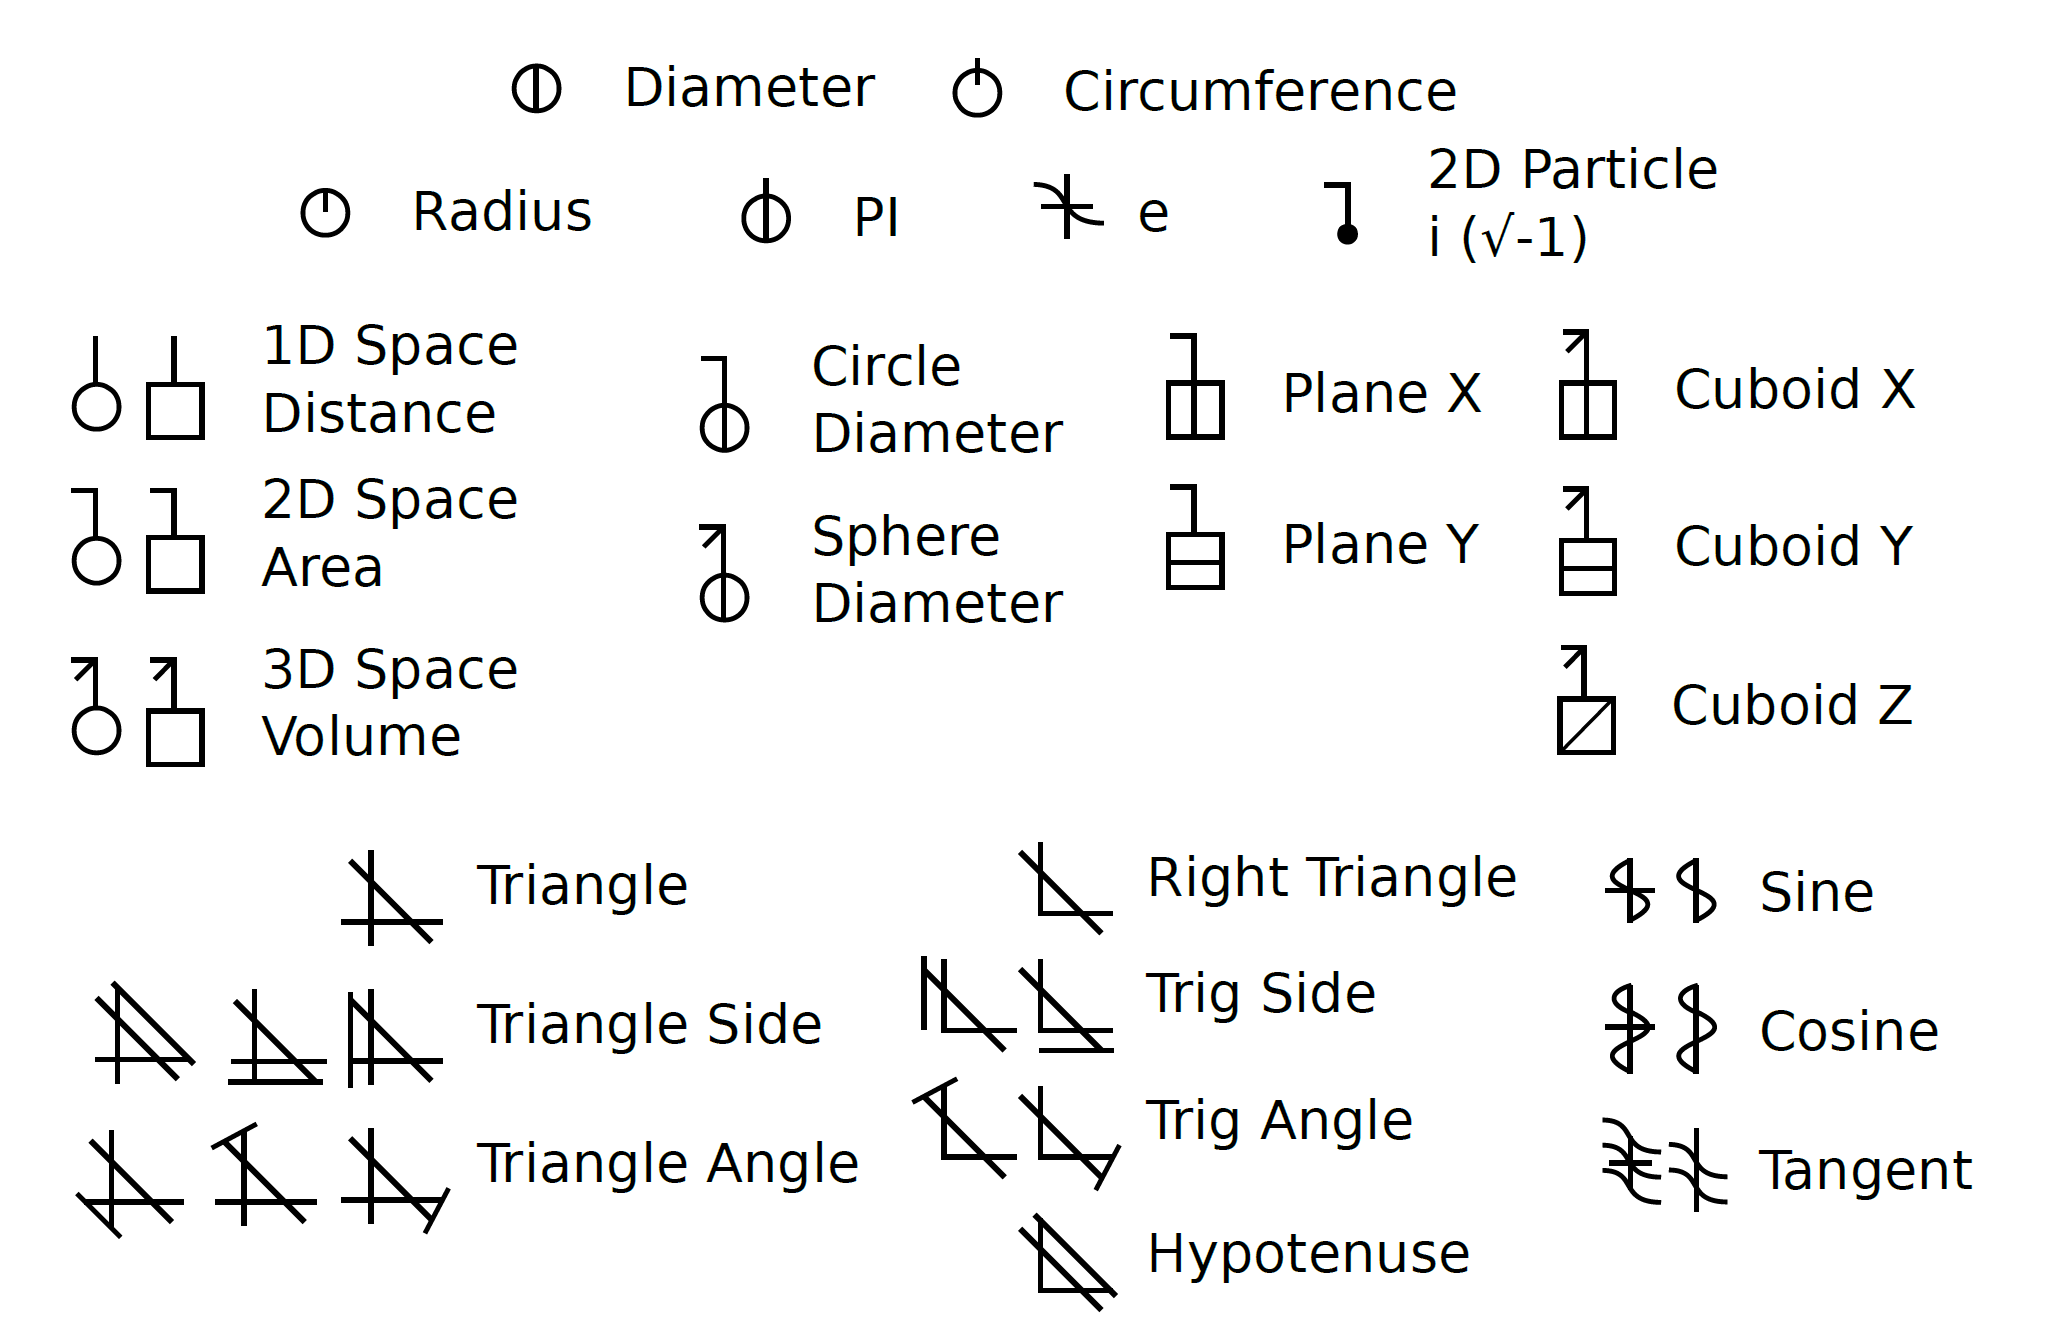 Diameter
Circumference
Radius
PI
e
2D Particle
i (√-1)
1D Space
Distance
Circle
Diameter
Plane X
Cuboid X
2D Space
Area
Sphere
Diameter
Plane Y
Cuboid Y
3D Space
Volume
Cuboid Z
Triangle
Right Triangle
Sine
Triangle Side
Trig Side
Cosine
Triangle Angle
Trig Angle
Tangent
Hypotenuse